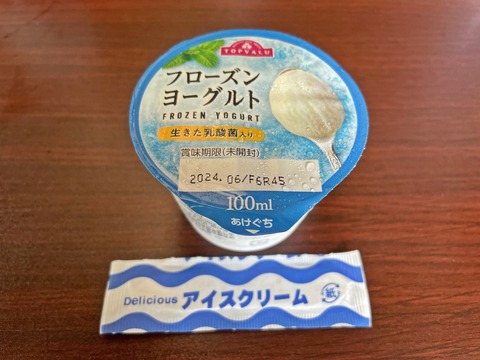 TOPVALU
フローズン
ヨーグルト
FROZEN YOGURT
生きた乳酸菌入り
賞味期限(未開封)
2024.06/F6R45
100ml
あけぐち
Delicious アイスクリーム
紙